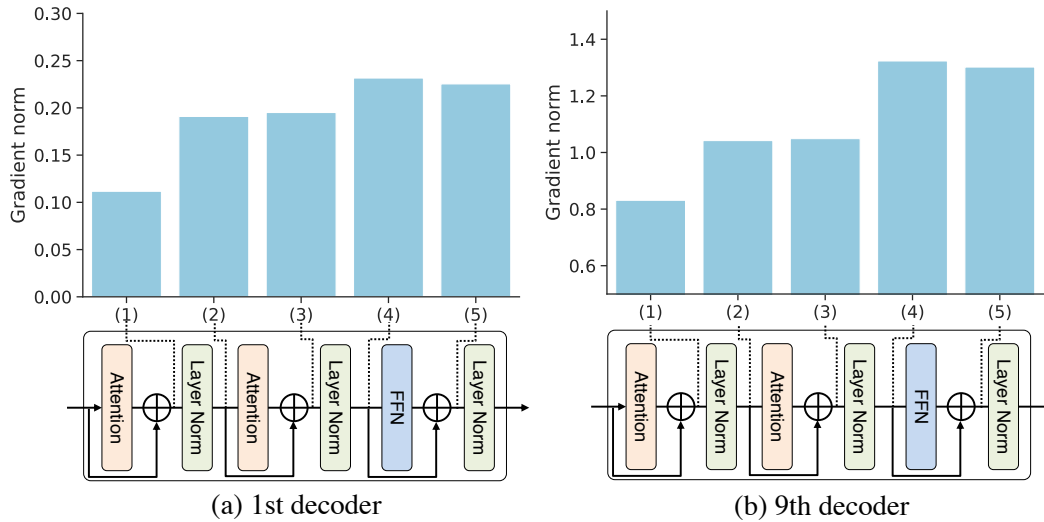 0.30
0.25
0.20
0.15
0.10
0.05
0.00
Gradient norm
(1) (2) (3) (4) (5)
Attention
Layer Norm
Attention
Layer Norm
FFN
Layer Norm
(a) 1st decoder
1.4
1.2
1.0
0.8
0.6
Gradient norm
(1) (2) (3) (4) (5)
Attention
Layer Norm
Attention
Layer Norm
FFN
Layer Norm
(b) 9th decoder